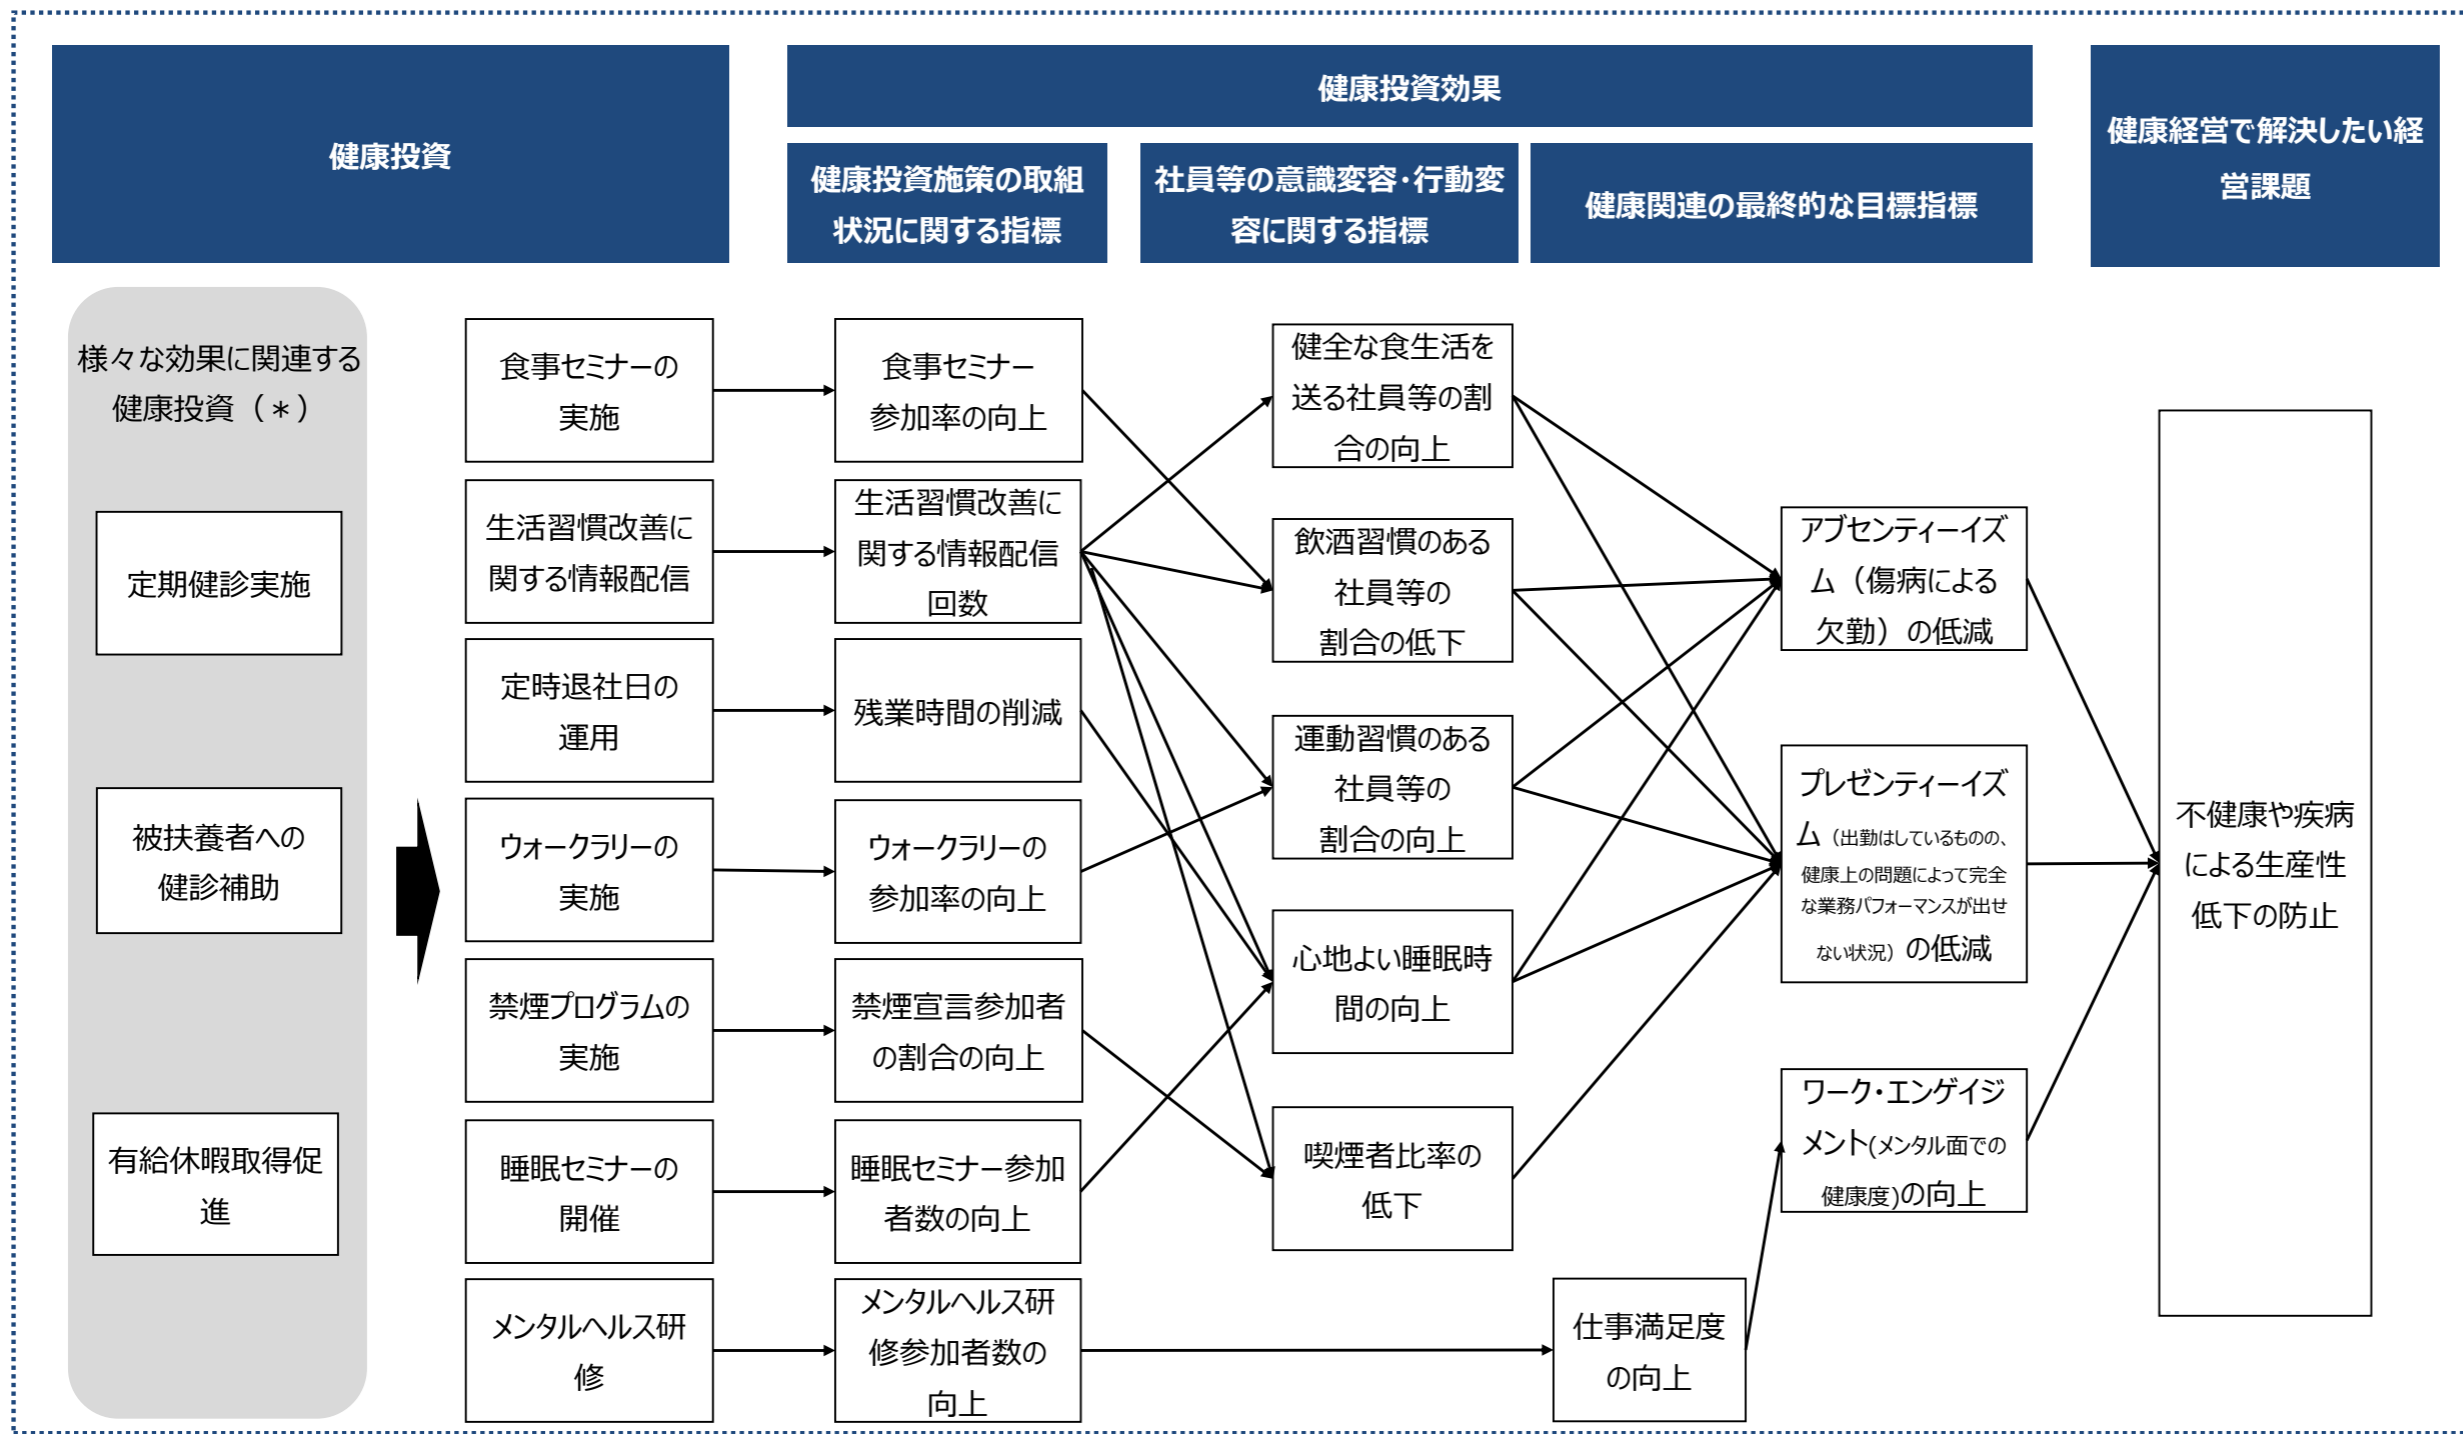 健康投資
健康投資効果
健康投資施策の取組
状況に関する指標
社員等の意識変容・行動変
容に関する指標
健康関連の最終的な目標指標
健康経営で解決したい経
営課題
様々な効果に関連する
健康投資（＊）
定期健診実施
被扶養者への
健診補助
有給休暇取得促
進
食事セミナーの
実施
生活習慣改善に
関する情報配信
定時退社日の
運用
ウォークラリーの
実施
禁煙プログラムの
実施
睡眠セミナーの
開催
メンタルヘルス研
修
食事セミナー
参加率の向上
生活習慣改善に
関する情報配信
回数
残業時間の削減
ウォークラリーの
参加率の向上
禁煙宣言参加者
の割合の向上
睡眠セミナー参加
者数の向上
メンタルヘルス研
修参加者数の
向上
健全な食生活を
送る社員等の割
合の向上
飲酒習慣のある
社員等の
割合の低下
運動習慣のある
社員等の
割合の向上
心地よい睡眠時
間の向上
喫煙者比率の
低下
仕事満足度
の向上
アブセンティーイズ
ム（傷病による
欠勤）の低減
プレゼンティーイズ
ム（出勤はしているものの、
健康上の問題によって完全
な業務パフォーマンスが出せ
ない状況）の低減
ワーク・エンゲイジ
メント(メンタル面での
健康度)の向上
不健康や疾病
による生産性
低下の防止